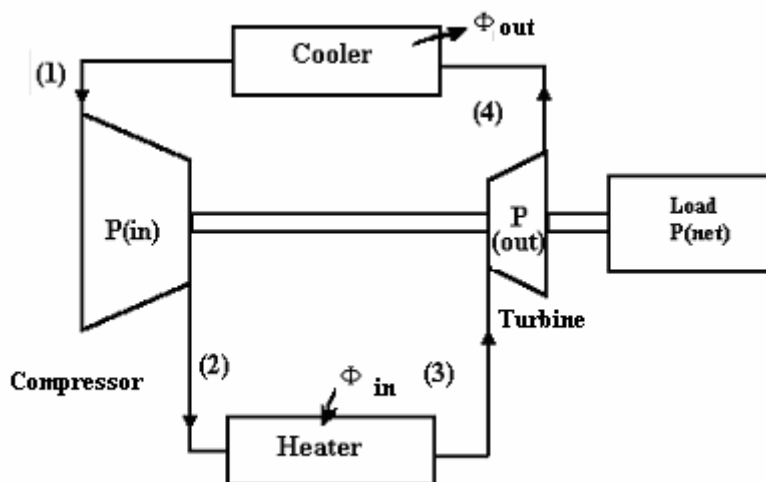 Φ out
Cooler
(1)
(4)
P(in)
P
(out)
Load
P(net)
Turbine
(2)
Φ in
(3)
Compressor
Heater